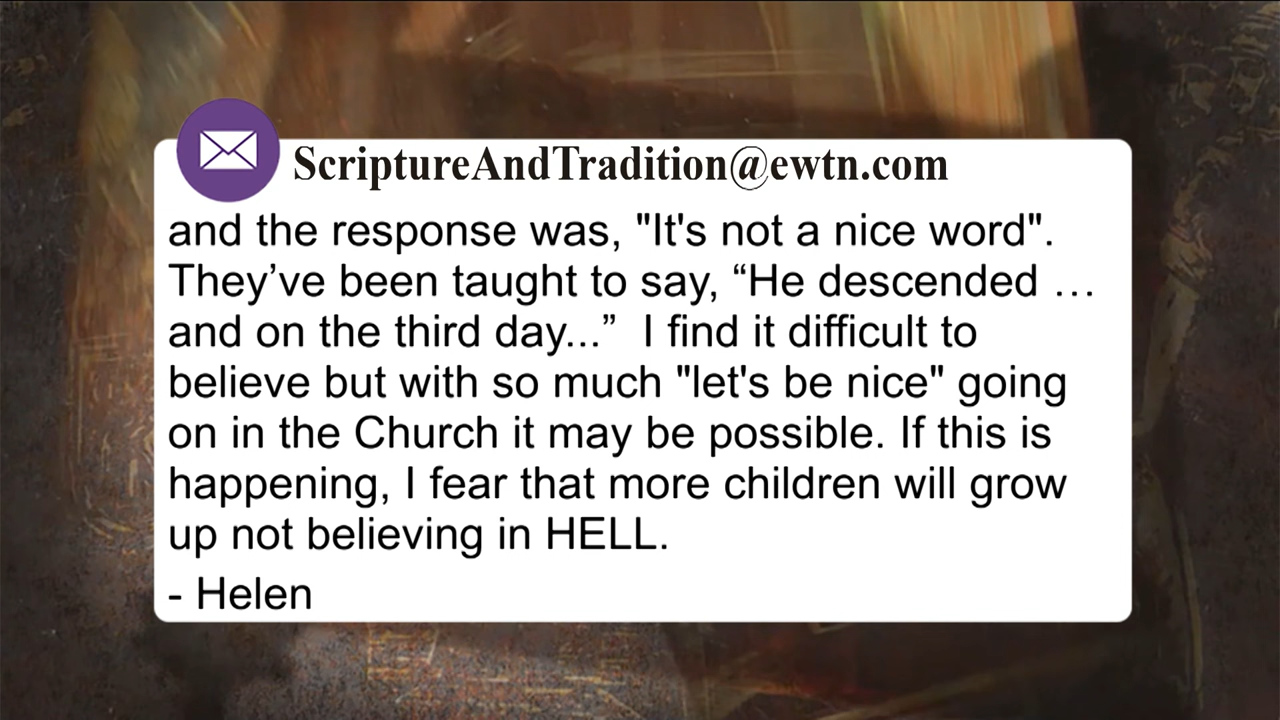 ScriptureAndTradition@ewtn.com
and the response was, "It's not a nice word".
They’ve been taught to say, “He descended …
and on the third day...”  I find it difficult to
believe but with so much "let's be nice" going
on in the Church it may be possible. If this is
happening, I fear that more children will grow
up not believing in HELL.
- Helen